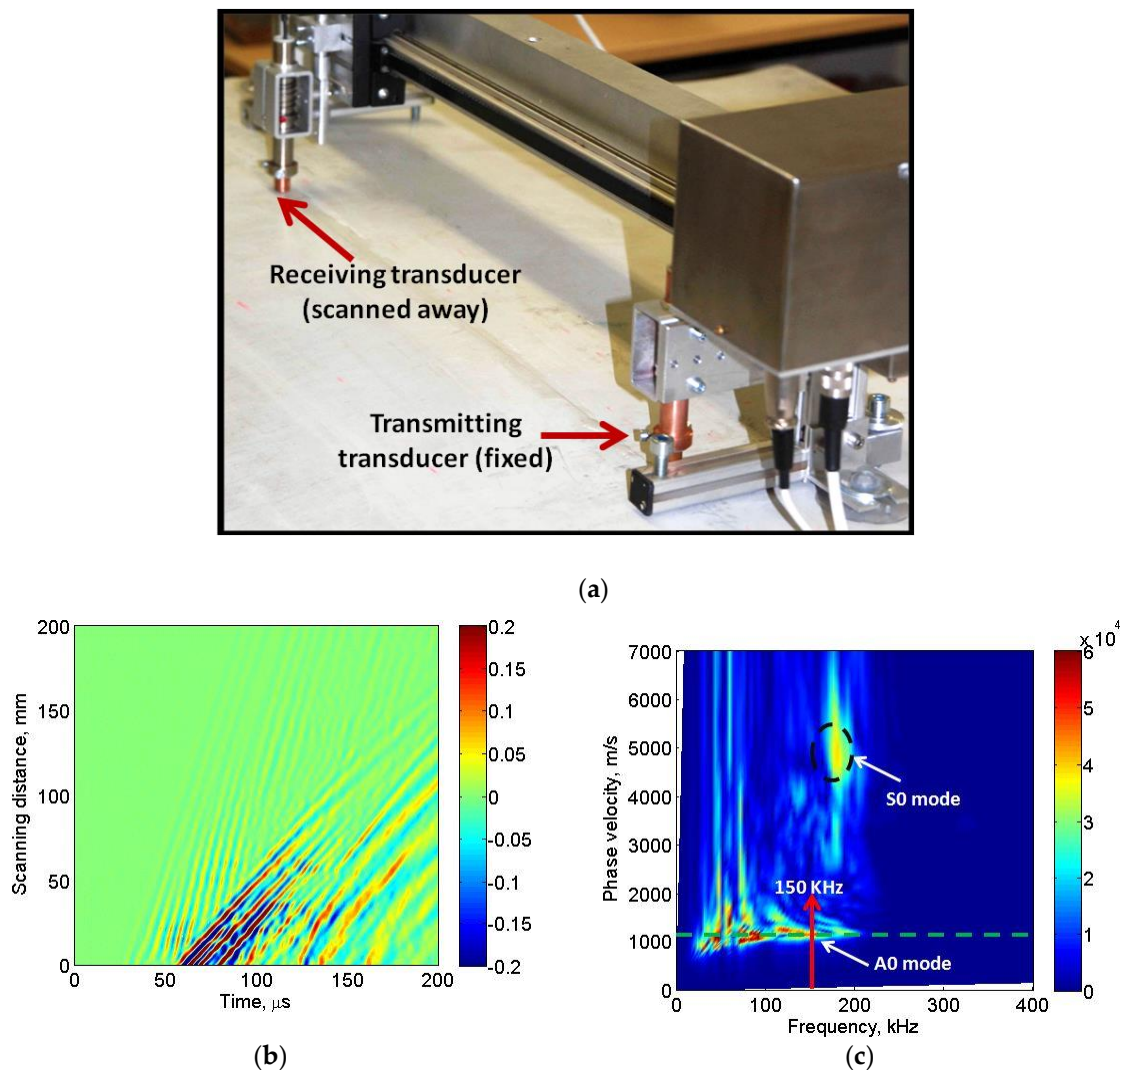 Receiving transducer
(scanned away)
Transmitting
transducer (fixed)
(a)
200
150
100
50
0
0
50
100
150
200
Scanning distance, mm
Time, μs
0.2
0.15
0.1
0.05
0
-0.05
-0.1
-0.15
-0.2
(b)
7000
6000
5000
4000
3000
2000
1000
0
0
100
200
300
400
Phase velocity, m/s
Frequency, kHz
S0 mode
150 KHz
A0 mode
x 10^4
6
5
4
3
2
1
0
(c)